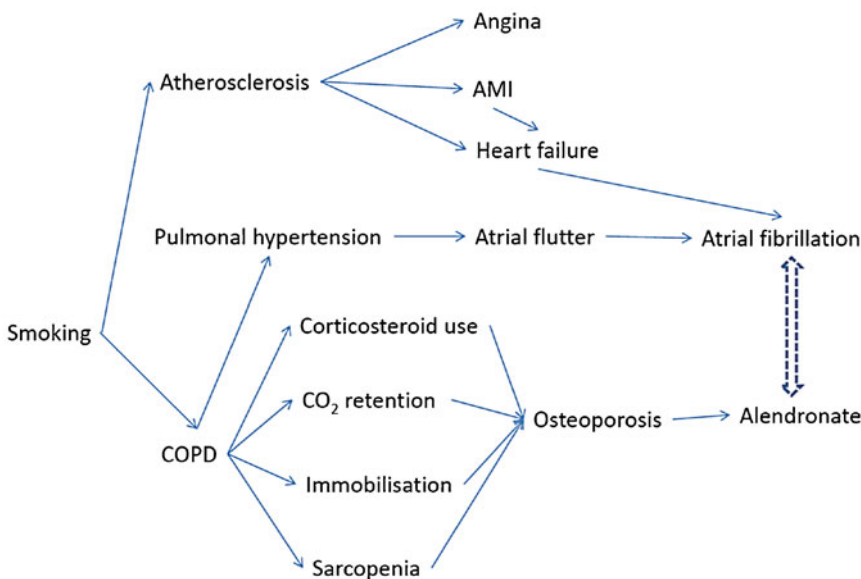 Angina
Atherosclerosis
AMI
Heart failure
Pulmonal hypertension
Atrial flutter
Atrial fibrillation
Smoking
Corticosteroid use
CO₂ retention
Osteoporosis
Alendronate
COPD
Immobilisation
Sarcopenia